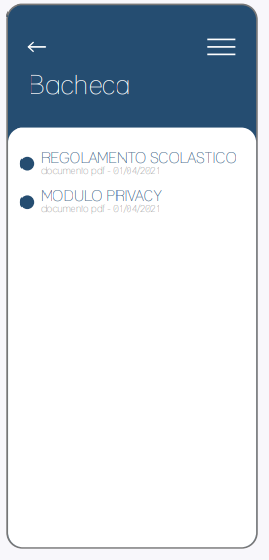 Bacheca
REGOLAMENTO SCOLASTICO
documento pdf - 01/04/2021
MODULO PRIVACY
documento pdf - 01/04/2021